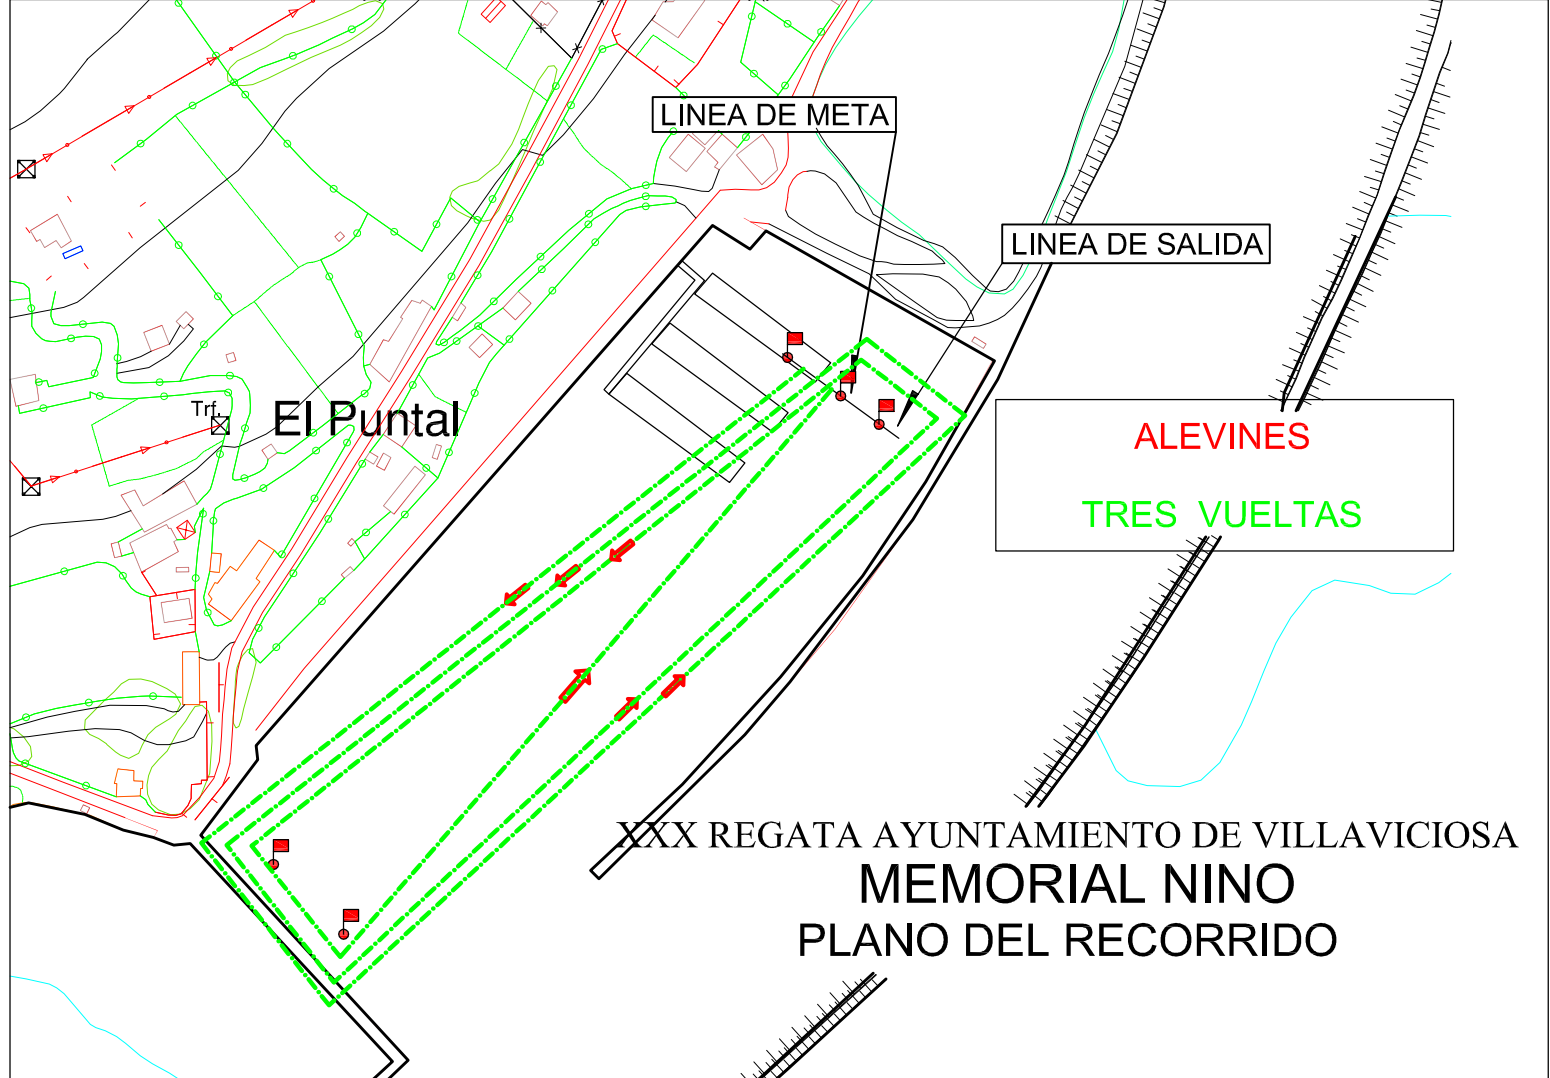 LINEA DE META
LINEA DE SALIDA
Trf.
El Puntal
ALEVINES
TRES VUELTAS
XXX REGATA AYUNTAMIENTO DE VILLAVICIOSA
MEMORIAL NINO
PLANO DEL RECORRIDO